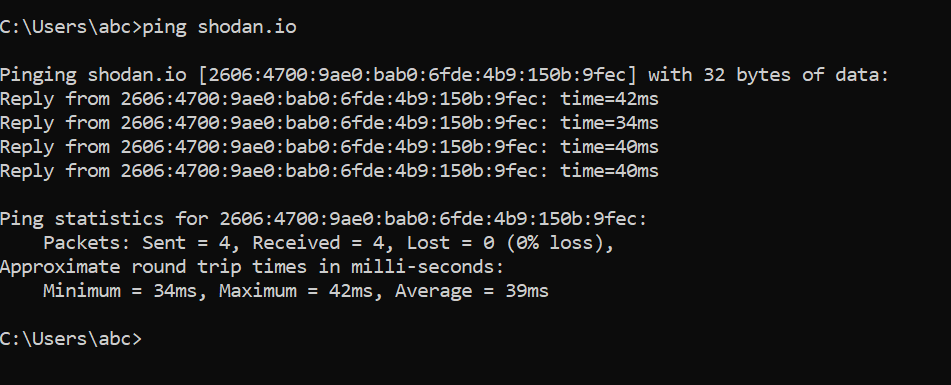 C:\Users\abc>ping shodan.io
Pinging shodan.io [2606:4700:9ae0:bab0:6fde:4b9:150b:9fec] with 32 bytes of data:
Reply from 2606:4700:9ae0:bab0:6fde:4b9:150b:9fec: time=42ms
Reply from 2606:4700:9ae0:bab0:6fde:4b9:150b:9fec: time=34ms
Reply from 2606:4700:9ae0:bab0:6fde:4b9:150b:9fec: time=40ms
Reply from 2606:4700:9ae0:bab0:6fde:4b9:150b:9fec: time=40ms
Ping statistics for 2606:4700:9ae0:bab0:6fde:4b9:150b:9fec:
    Packets: Sent = 4, Received = 4, Lost = 0 (0% loss),
Approximate round trip times in milli-seconds:
    Minimum = 34ms, Maximum = 42ms, Average = 39ms
C:\Users\abc>